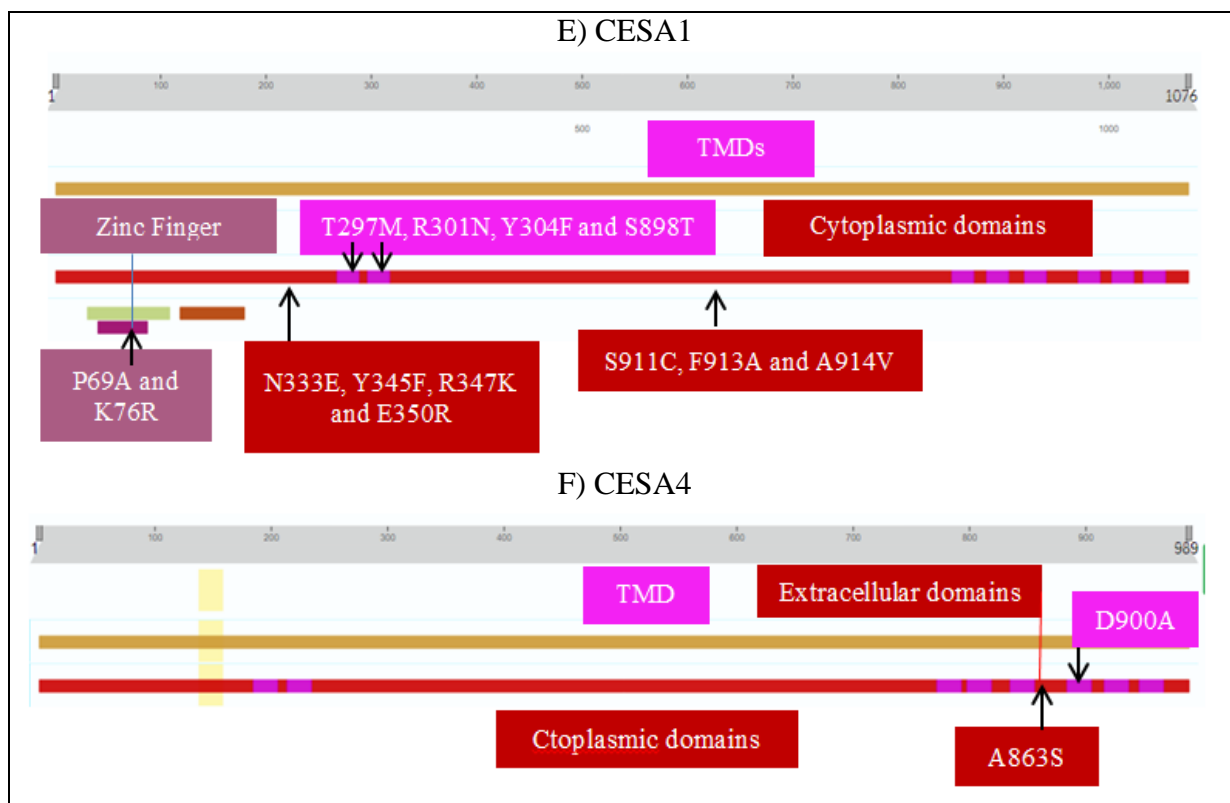 E) CESA1
100 200 300 400 500 600 700 800 900 1,000
1 1076
500 1000
TMDs
Zinc Finger
T297M, R301N, Y304F and S898T
Cytoplasmic domains
P69A and
K76R
N333E, Y345F, R347K
and E350R
S911C, F913A and A914V
F) CESA4
100 200 300 400 500 600 700 800 900
1 989
TMD
Extracellular domains
D900A
Ctoplasmic domains
A863S